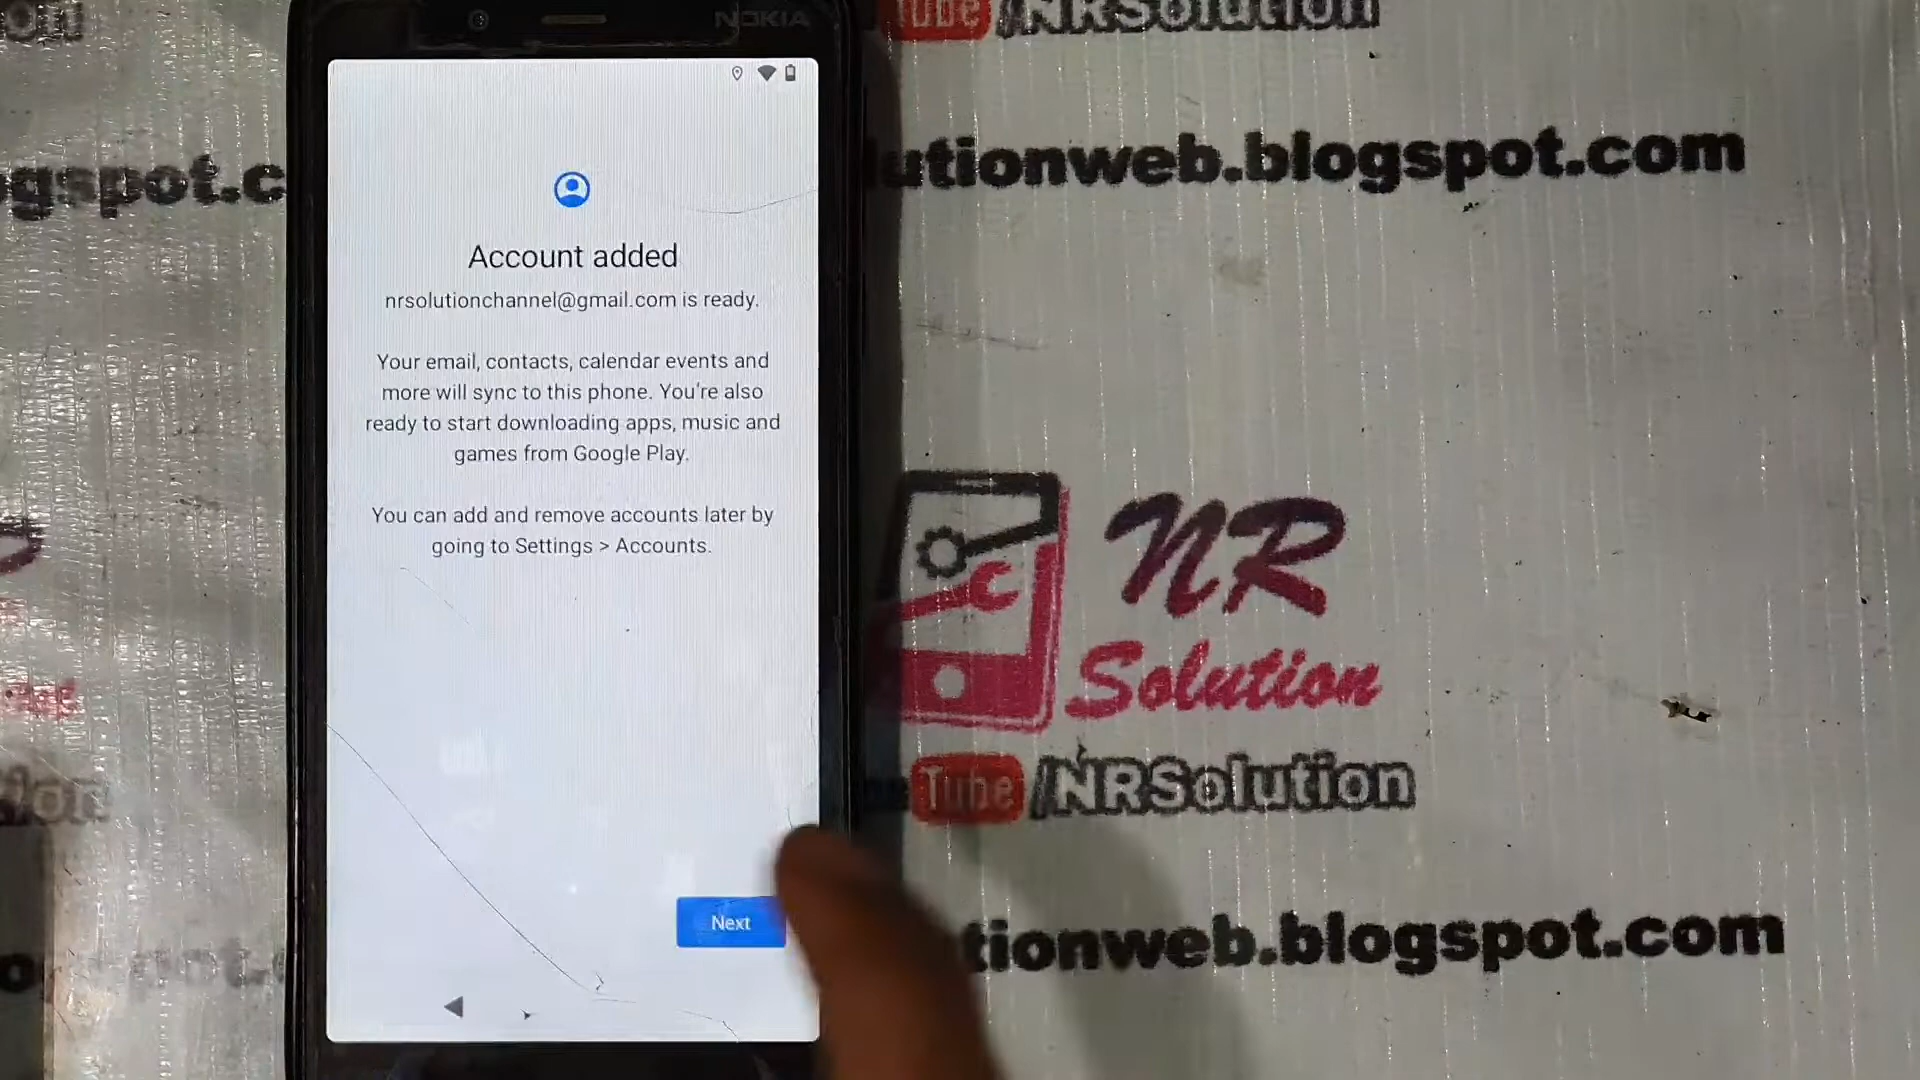 NOKIA
Account added
nrsolutionchannel@gmail.com is ready.
Your email, contacts, calendar events and
more will sync to this phone. You're also
ready to start downloading apps, music and
games from Google Play.
You can add and remove accounts later by
going to Settings > Accounts.
Next
Tube /NRSolution
lutionweb.blogspot.com
gspot.c
NR
Solution
Tube /NRSolution
tionweb.blogspot.com